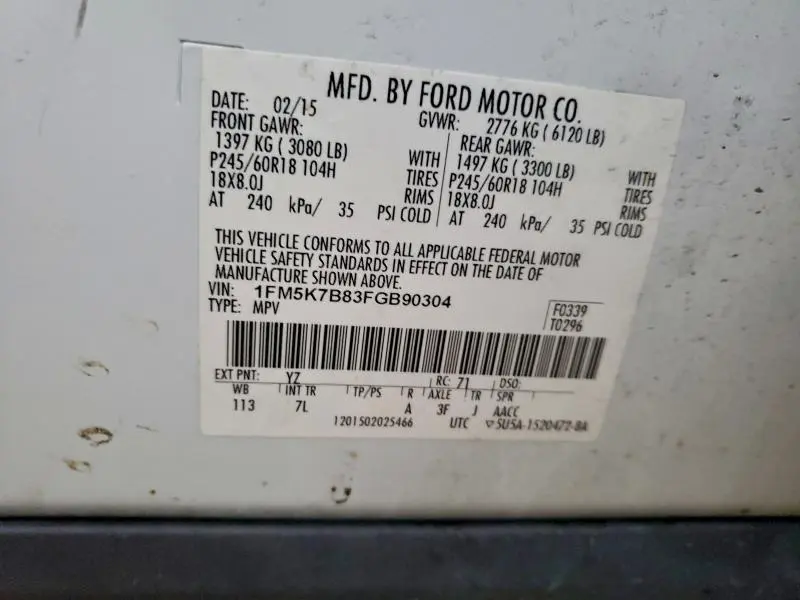 MFD. BY FORD MOTOR CO.
DATE: 02/15 GVWR: 2776 KG ( 6120 LB)
FRONT GAWR: REAR GAWR:
1397 KG ( 3080 LB) WITH 1497 KG ( 3300 LB) WITH
P245/60R18 104H TIRES P245/60R18 104H TIRES
18X8.0J RIMS 18X8.0J RIMS
AT 240 kPa/ 35 PSI COLD AT 240 kPa/ 35 PSI COLD
THIS VEHICLE CONFORMS TO ALL APPLICABLE FEDERAL MOTOR
VEHICLE SAFETY STANDARDS IN EFFECT ON THE DATE OF
MANUFACTURE SHOWN ABOVE.
VIN: 1FM5K7B83FGB90304
TYPE: MPV
F0339
T0296
EXT PNT: YZ RC: 71 DSO:
WB INT TR TP/PS R AXLE TR SPR
113 7L A 3F J AACC
1201502025466 UTC ▽5U5A-1520472-BA